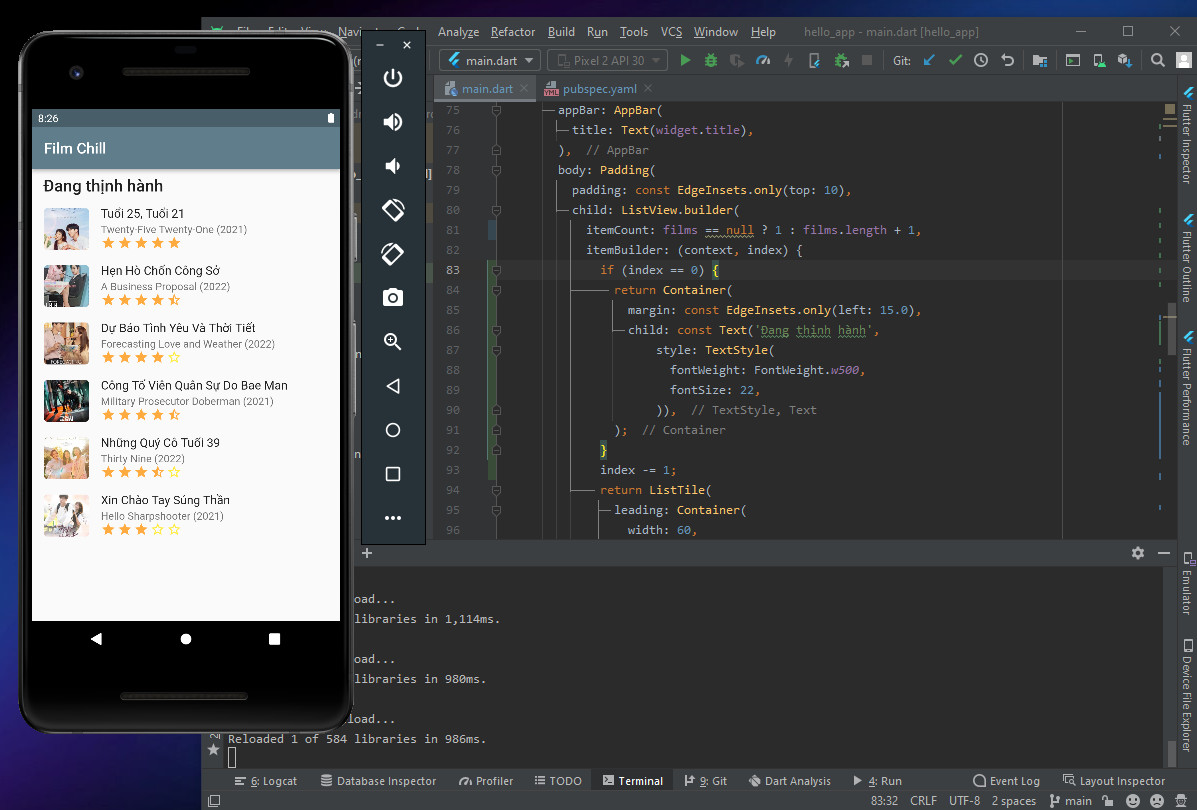 File Edit View Navigate Code Analyze Refactor Build Run Tools VCS Window Help hello_app - main.dart [hello_app]
main.dart Pixel 2 API 30 Git:
main.dart pubspec.yaml
8:26
Film Chill
Đang thịnh hành
Tuổi 25, Tuổi 21
Twenty-Five Twenty-One (2021)
Hẹn Hò Chốn Công Sở
A Business Proposal (2022)
Dự Báo Tình Yêu Và Thời Tiết
Forecasting Love and Weather (2022)
Công Tố Viên Quân Sự Do Bae Man
Military Prosecutor Doberman (2021)
Những Quý Cô Tuổi 39
Thirty Nine (2022)
Xin Chào Tay Súng Thần
Hello Sharpshooter (2021)
75 appBar: AppBar(
76 title: Text(widget.title),
77 ), // AppBar
78 body: Padding(
79 padding: const EdgeInsets.only(top: 10),
80 child: ListView.builder(
81 itemCount: films == null ? 1 : films.length + 1,
82 itemBuilder: (context, index) {
83 if (index == 0) {
84 return Container(
85 margin: const EdgeInsets.only(left: 15.0),
86 child: const Text('Đang thịnh hành',
87 style: TextStyle(
88 fontWeight: FontWeight.w500,
89 fontSize: 22,
90 )), // TextStyle, Text
91 ); // Container
92 }
93 index -= 1;
94 return ListTile(
95 leading: Container(
96 width: 60,
Flutter Inspector
Flutter Outline
Flutter Performance
Emulator
Device File Explorer
oad...
libraries in 1,114ms.
oad...
libraries in 980ms.
load...
Reloaded 1 of 584 libraries in 986ms.
6: Logcat Database Inspector Profiler TODO Terminal 9: Git Dart Analysis 4: Run Event Log Layout Inspector
83:32 CRLF UTF-8 2 spaces main